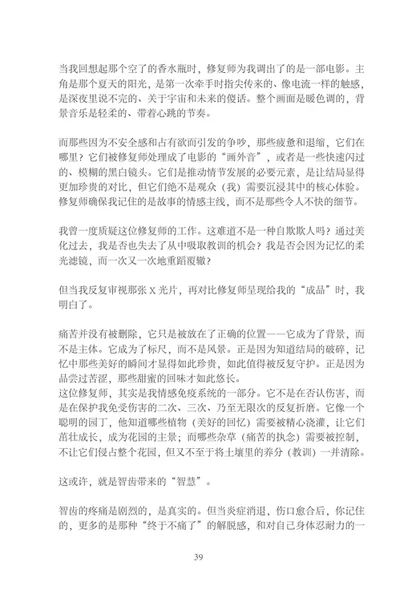 当我回想起那个空了的香水瓶时，修复师为我调出了的是一部电影。主
角是那个夏天的阳光，是第一次牵手时指尖传来的、像电流一样的触感，
是深夜里说不完的、关于宇宙和未来的傻话。整个画面是暖色调的，背
景音乐是轻柔的、带着心跳的节奏。
而那些因为不安全感和占有欲而引发的争吵，那些疲惫和退缩，它们在
哪里？它们被修复师处理成了电影的“画外音”，或者是一些快速闪过
的、模糊的黑白镜头。它们是推动情节发展的必要元素，是让结局显得
更加珍贵的对比，但它们绝不是观众（我）需要沉浸其中的核心体验。
修复师确保我记住的是故事的情感主线，而不是那些令人不快的细节。
我曾一度质疑这位修复师的工作。这难道不是一种自欺欺人吗？通过美
化过去，我是否也失去了从中吸取教训的机会？我是否会因为记忆的柔
光滤镜，而一次又一次地重蹈覆辙？
但当我反复审视那张 X 光片，再对比修复师呈现给我的“成品”时，我
明白了。
痛苦并没有被删除，它只是被放在了正确的位置——它成为了背景，而
不是主体。它成为了标尺，而不是风景。正是因为知道结局的破碎，记
忆中那些美好的瞬间才显得如此珍贵，如此值得被反复守护。正是因为
品尝过苦涩，那些甜蜜的回味才如此悠长。
这位修复师，其实是我情感免疫系统的一部分。它不是在否认伤害，而
是在保护我免受伤害的二次、三次、乃至无限次的反复折磨。它像一个
聪明的园丁，他知道哪些植物（美好的回忆）需要被精心浇灌，让它们
茁壮成长，成为花园的主景；而哪些杂草（痛苦的执念）需要被控制，
不让它们侵占整个花园，但又不至于将土壤里的养分（教训）一并清除。
这或许，就是智齿带来的“智慧”。
智齿的疼痛是剧烈的，是真实的。但当炎症消退，伤口愈合后，你记住
的，更多的是那种“终于不痛了”的解脱感，和对自己身体忍耐力的一
39